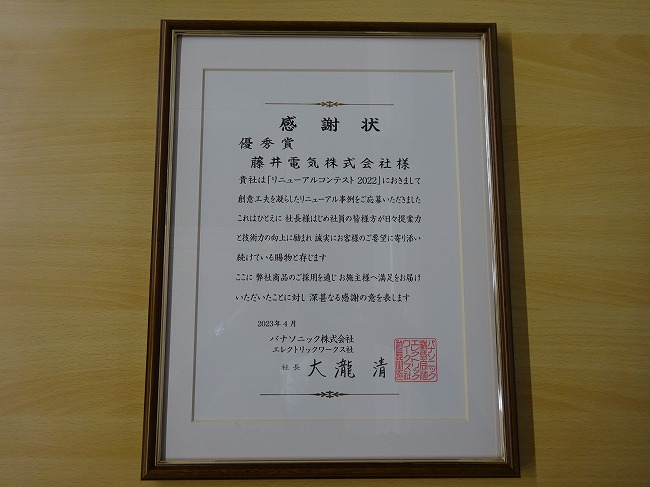 感謝状
優秀賞
藤井電気株式会社様
貴社は「リニューアルコンテスト2022」におきまして
創意工夫を凝らしたリニューアル事例をご応募いただきました
これはひとえに 社長様はじめ社員の皆様方が日々提案力
と技術力の向上に励まれ 誠実にお客様のご要望に寄り添い
続けている賜物と存じます
ここに 弊社商品のご採用を通じ お施主様へ満足をお届け
いただいたことに対し 深甚なる感謝の意を表します
2023年4月
パナソニック株式会社
エレクトリックワークス社
社長 大瀧 清